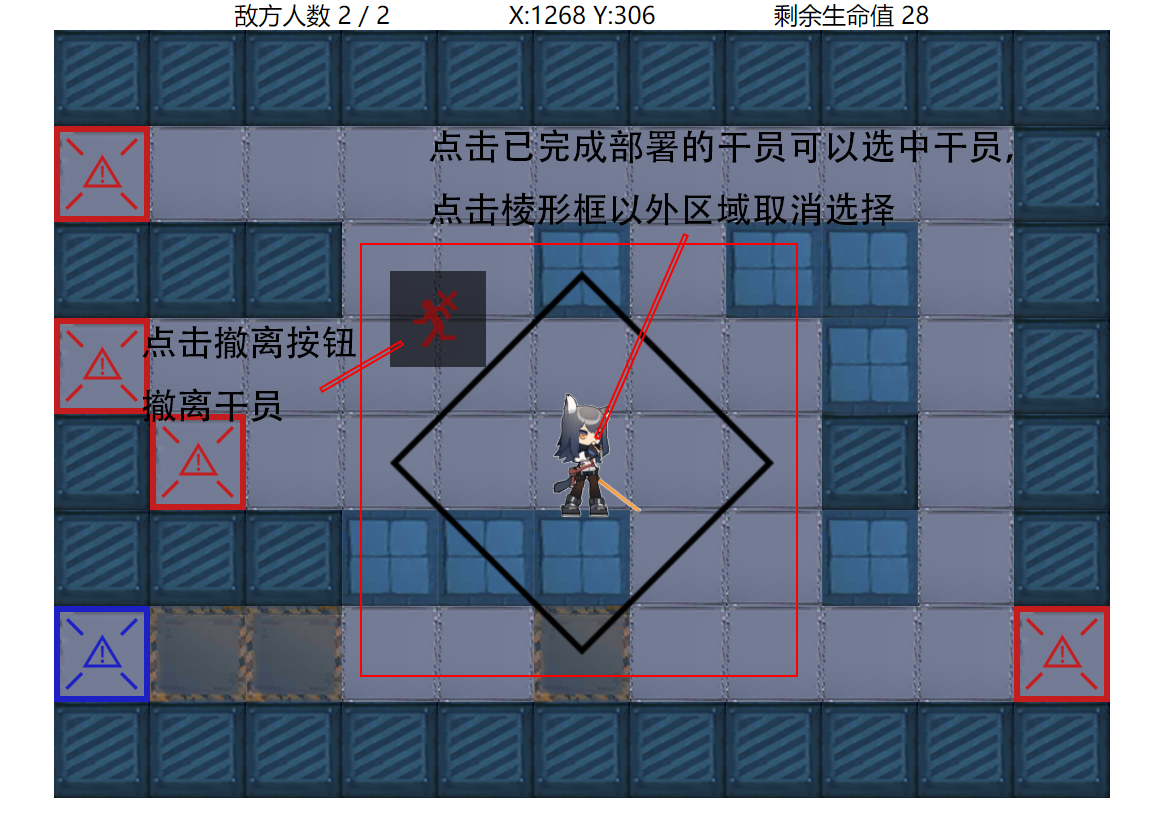 敌方人数 2 / 2
X:1268 Y:306
剩余生命值 28
点击已完成部署的干员可以选中干员,
点击棱形框以外区域取消选择
点击撤离按钮
撤离干员